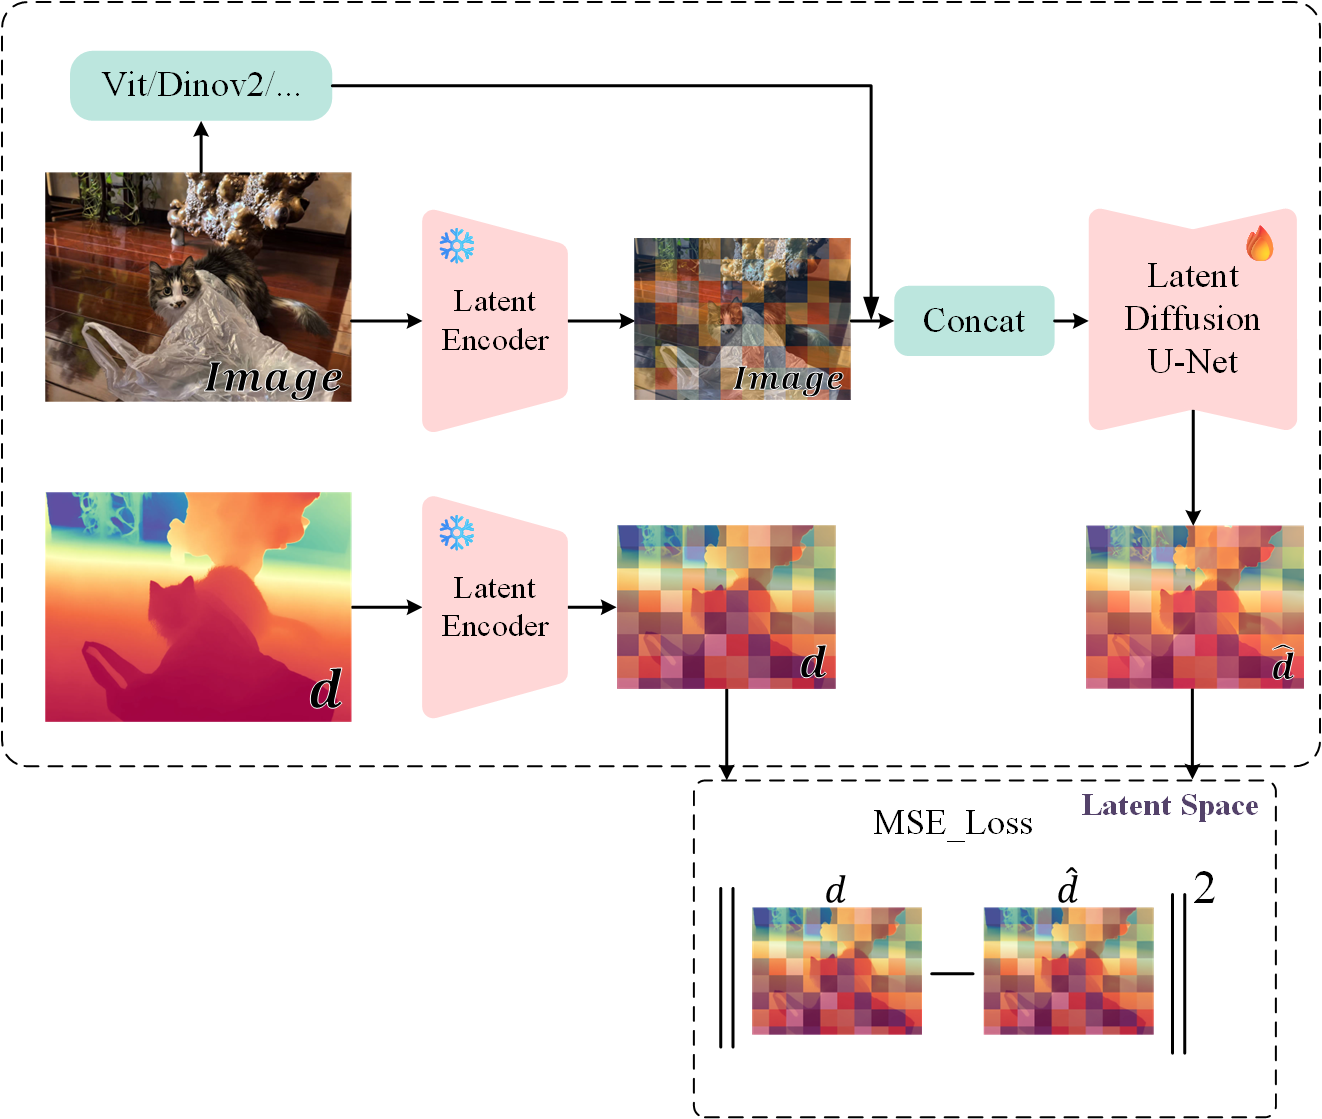 Vit/Dinov2/...
Image
Latent
Encoder
Image
Concat
Latent
Diffusion
U-Net
d
Latent
Encoder
d
d̂
Latent Space
MSE_Loss
d
d̂
2